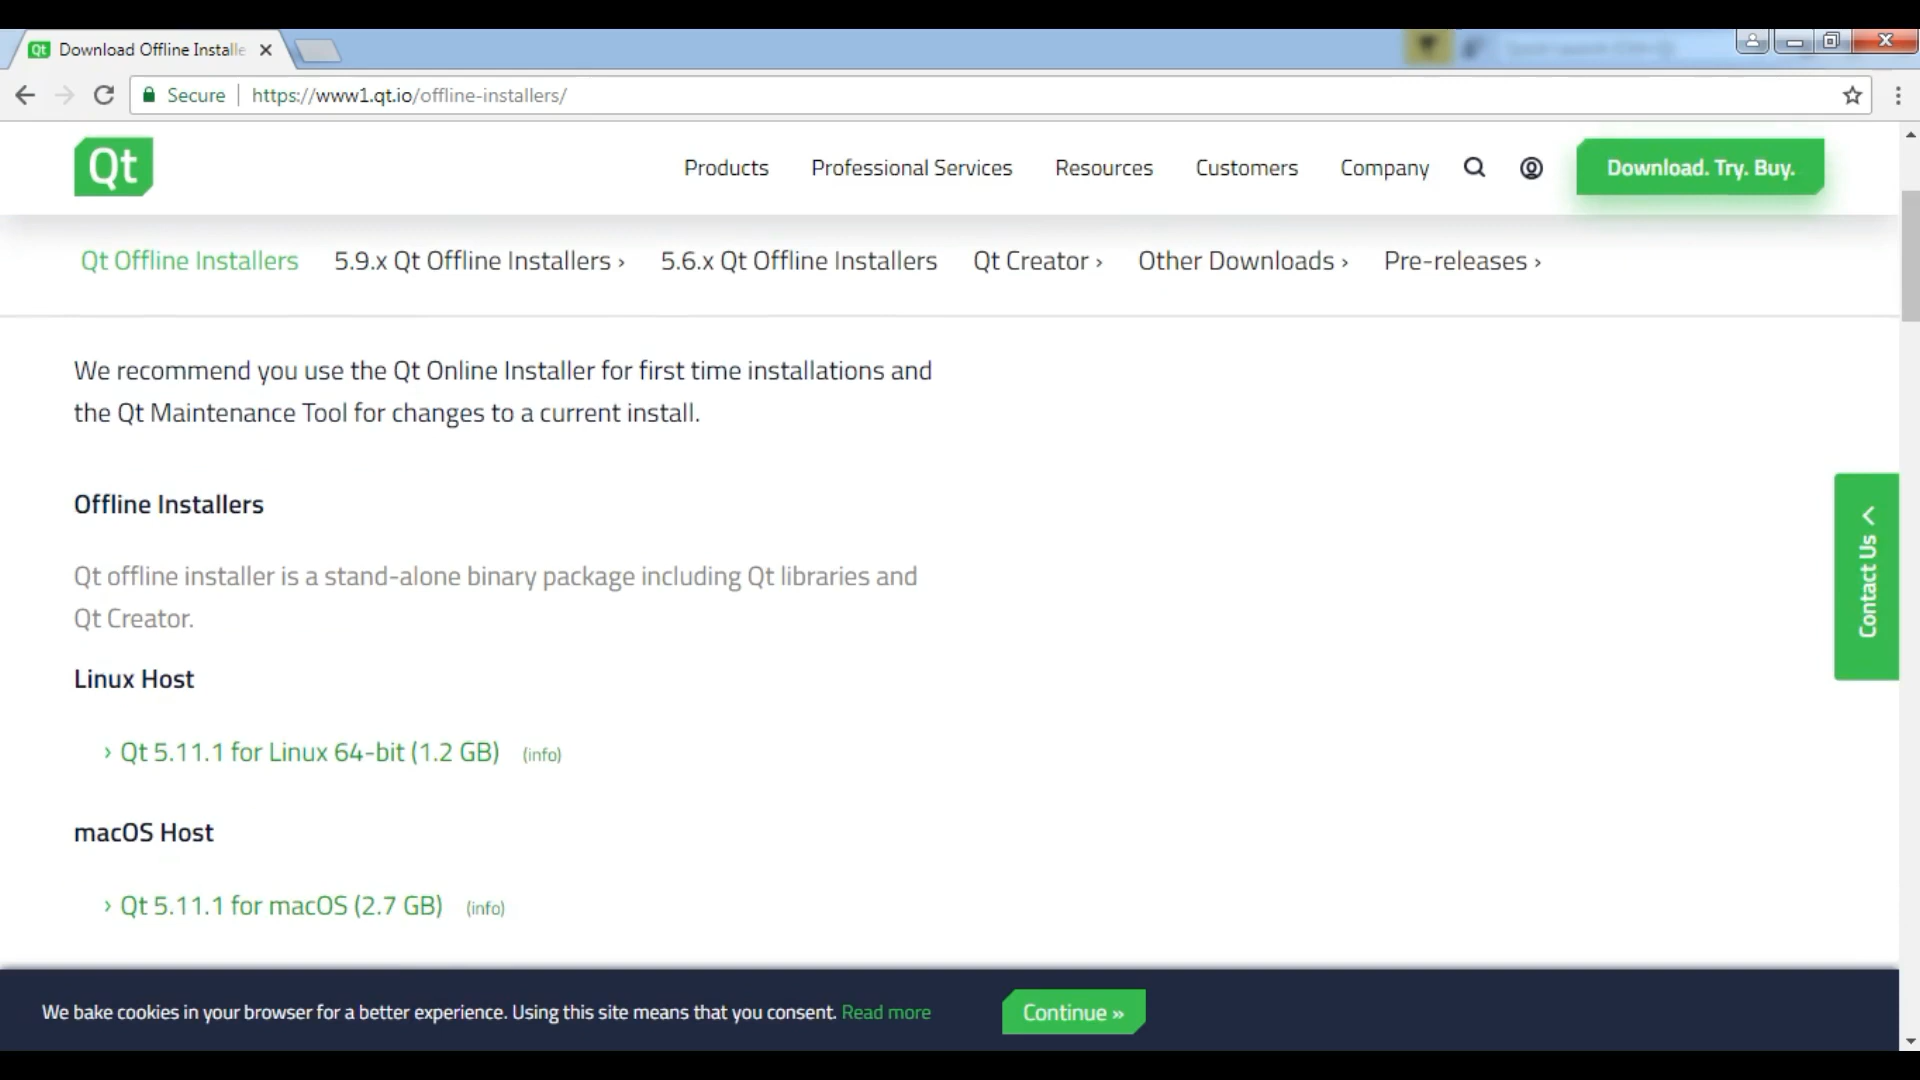 Download Offline Installe
Secure
https://www1.qt.io/offline-installers/
Qt
Products
Professional Services
Resources
Customers
Company
Download. Try. Buy.
Qt Offline Installers
5.9.x Qt Offline Installers ›
5.6.x Qt Offline Installers
Qt Creator ›
Other Downloads ›
Pre-releases ›
We recommend you use the Qt Online Installer for first time installations and
the Qt Maintenance Tool for changes to a current install.
Offline Installers
Qt offline installer is a stand-alone binary package including Qt libraries and
Qt Creator.
Linux Host
› Qt 5.11.1 for Linux 64-bit (1.2 GB) (info)
macOS Host
› Qt 5.11.1 for macOS (2.7 GB) (info)
Contact Us
We bake cookies in your browser for a better experience. Using this site means that you consent. Read more
Continue »